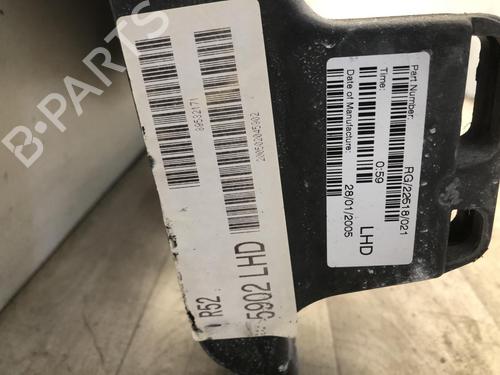 Part Number: RG/22618/021
Time: 0:59
Date of Manufacture: 28/01/2005
LHD
R52
5902 LHD
B-PARTS